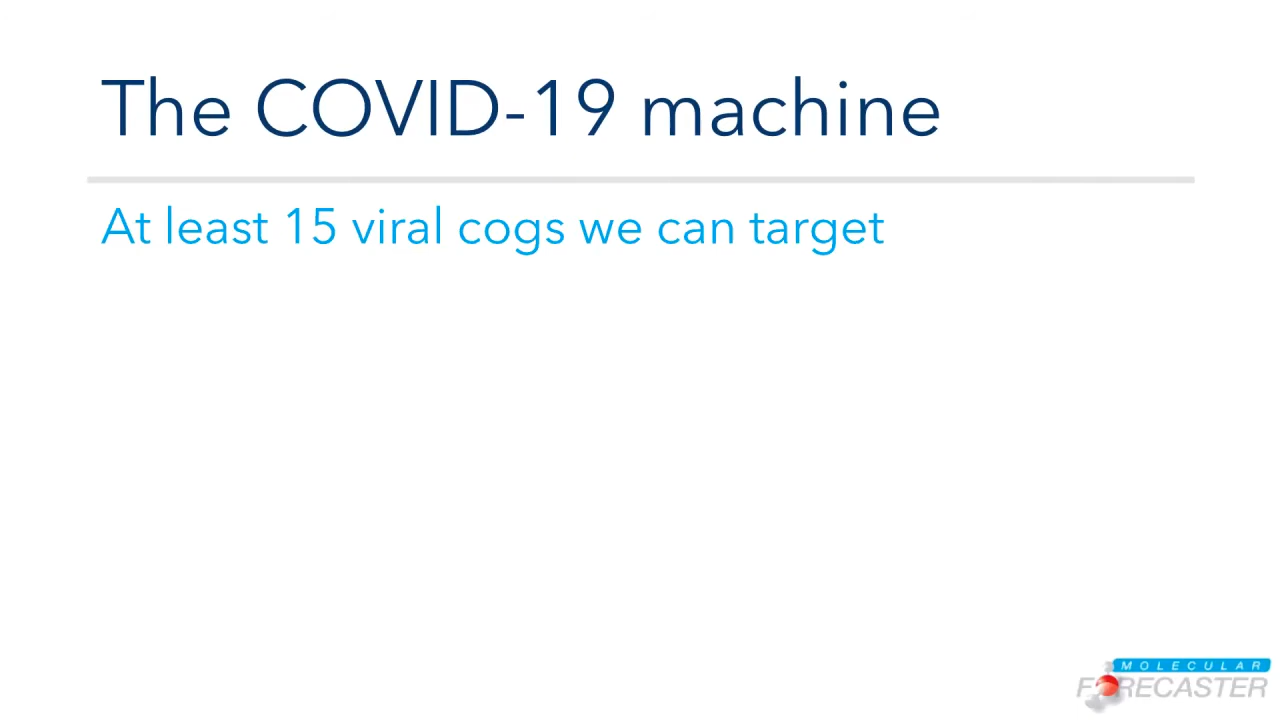 The COVID-19 machine
At least 15 viral cogs we can target
MOLECULAR
FORECASTER